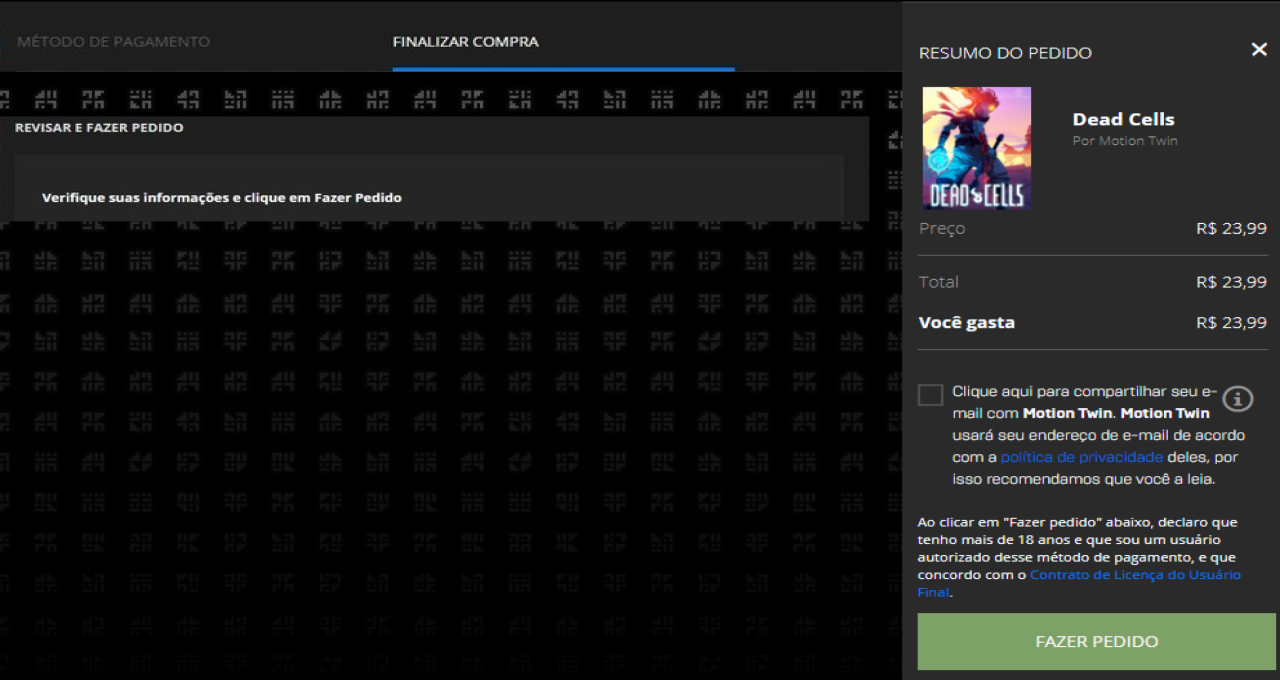 MÉTODO DE PAGAMENTO
FINALIZAR COMPRA
REVISAR E FAZER PEDIDO
Verifique suas informações e clique em Fazer Pedido
RESUMO DO PEDIDO
DEAD CELLS
Dead Cells
Por Motion Twin
Preço R$ 23,99
Total R$ 23,99
Você gasta R$ 23,99
Clique aqui para compartilhar seu e-
mail com Motion Twin. Motion Twin
usará seu endereço de e-mail de acordo
com a política de privacidade deles, por
isso recomendamos que você a leia.
Ao clicar em "Fazer pedido" abaixo, declaro que
tenho mais de 18 anos e que sou um usuário
autorizado desse método de pagamento, e que
concordo com o Contrato de Licença do Usuário
Final.
FAZER PEDIDO